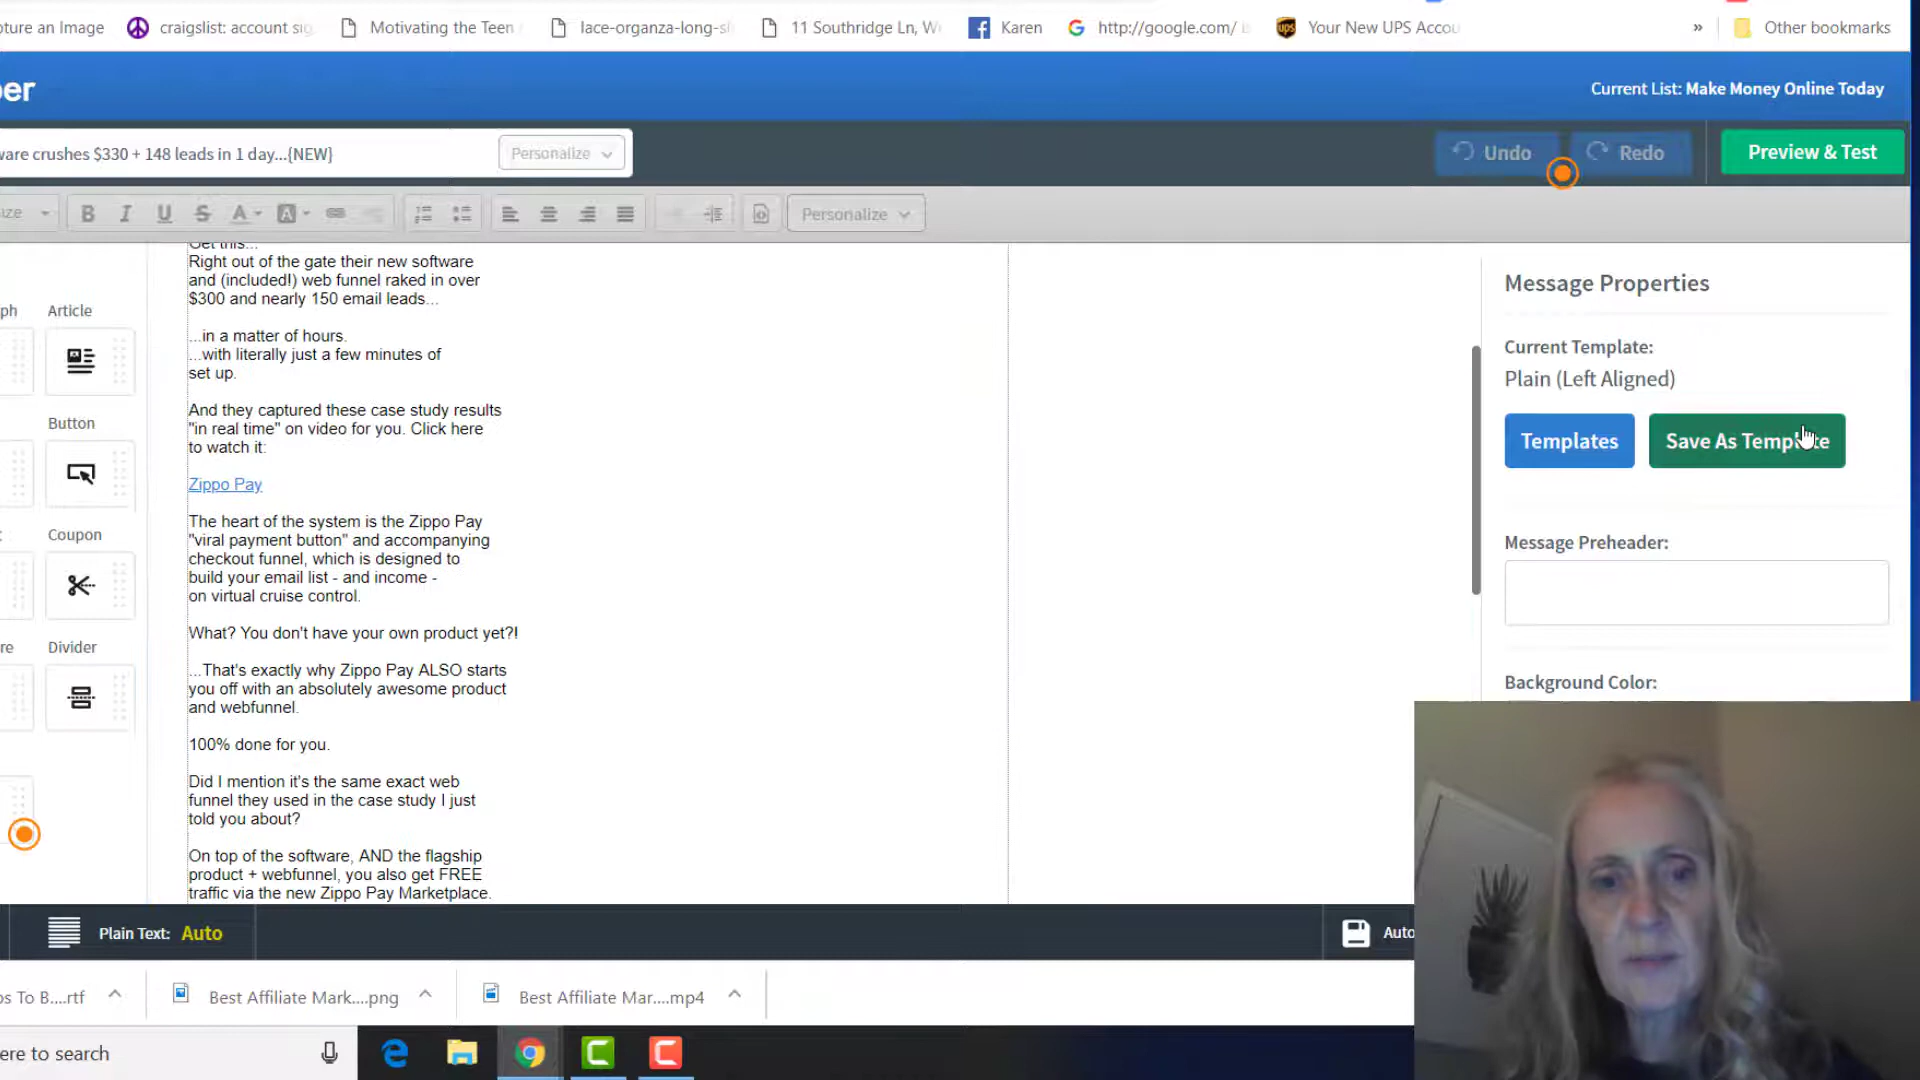 ture an Image
craigslist: account sig
Motivating the Teen
lace-organza-long-sl
11 Southridge Ln, W
Karen
http://google.com/
Your New UPS Accou
»
Other bookmarks
er
Current List: Make Money Online Today
ware crushes $330 + 148 leads in 1 day...{NEW}
Personalize
Undo
Redo
Preview & Test
ze
B I U S A A
Personalize
Get this...
Right out of the gate their new software
and (included!) web funnel raked in over
$300 and nearly 150 email leads...
...in a matter of hours.
...with literally just a few minutes of
set up.
And they captured these case study results
"in real time" on video for you. Click here
to watch it:
Zippo Pay
The heart of the system is the Zippo Pay
"viral payment button" and accompanying
checkout funnel, which is designed to
build your email list - and income -
on virtual cruise control.
What? You don't have your own product yet?!
...That's exactly why Zippo Pay ALSO starts
you off with an absolutely awesome product
and webfunnel.
100% done for you.
Did I mention it's the same exact web
funnel they used in the case study I just
told you about?
On top of the software, AND the flagship
product + webfunnel, you also get FREE
traffic via the new Zippo Pay Marketplace.
ph
Article
Button
Coupon
re
Divider
Message Properties
Current Template:
Plain (Left Aligned)
Templates
Save As Template
Message Preheader:
Background Color:
Plain Text: Auto
Auto
ps To B....rtf
Best Affiliate Mark....png
Best Affiliate Mar....mp4
ere to search